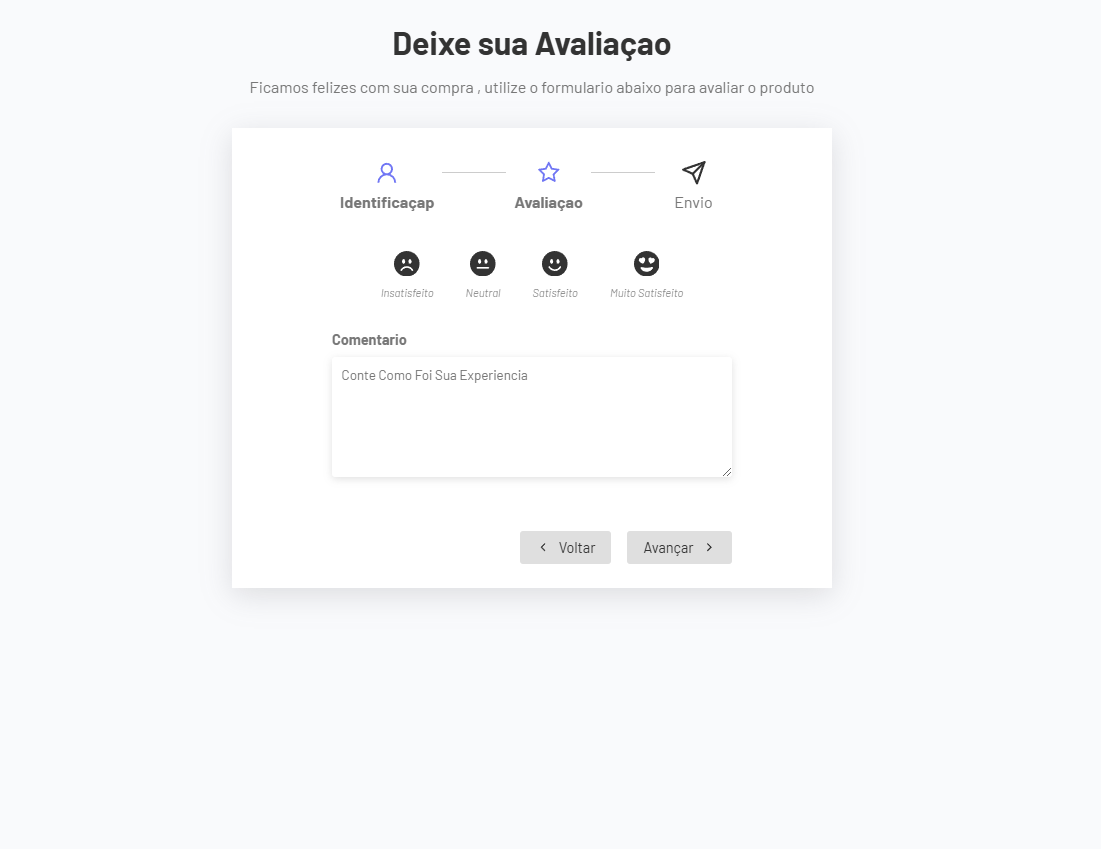 Deixe sua Avaliaçao
Ficamos felizes com sua compra , utilize o formulario abaixo para avaliar o produto
Identificaçap
Avaliaçao
Envio
Insatisfeito
Neutral
Satisfeito
Muito Satisfeito
Comentario
Conte Como Foi Sua Experiencia
Voltar
Avançar